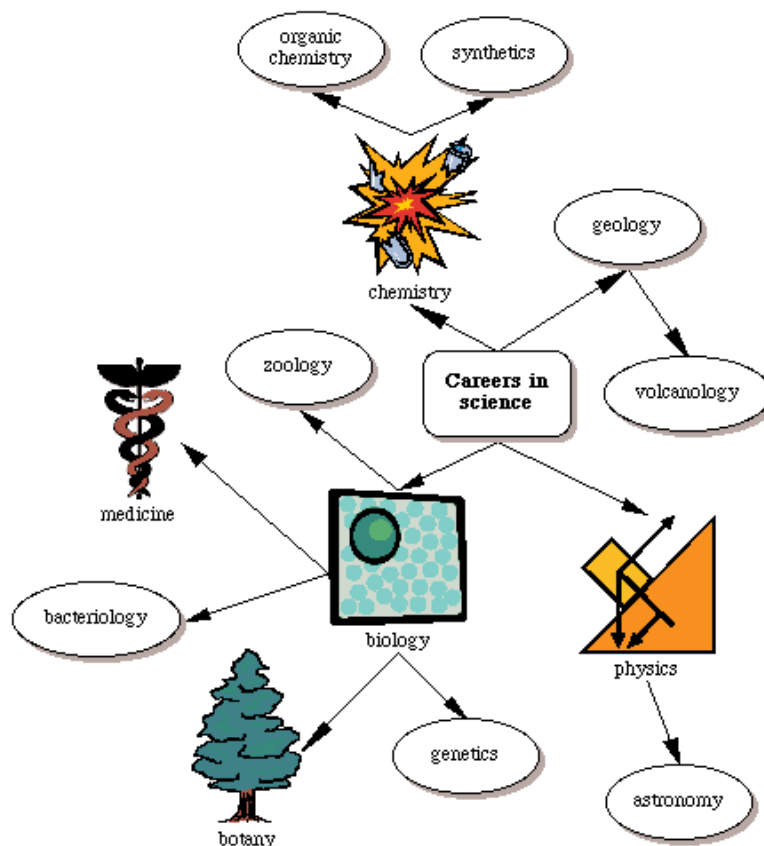 organic
chemistry
synthetics
geology
chemistry
zoology
Careers in
science
volcanology
medicine
bacteriology
biology
physics
genetics
astronomy
botany